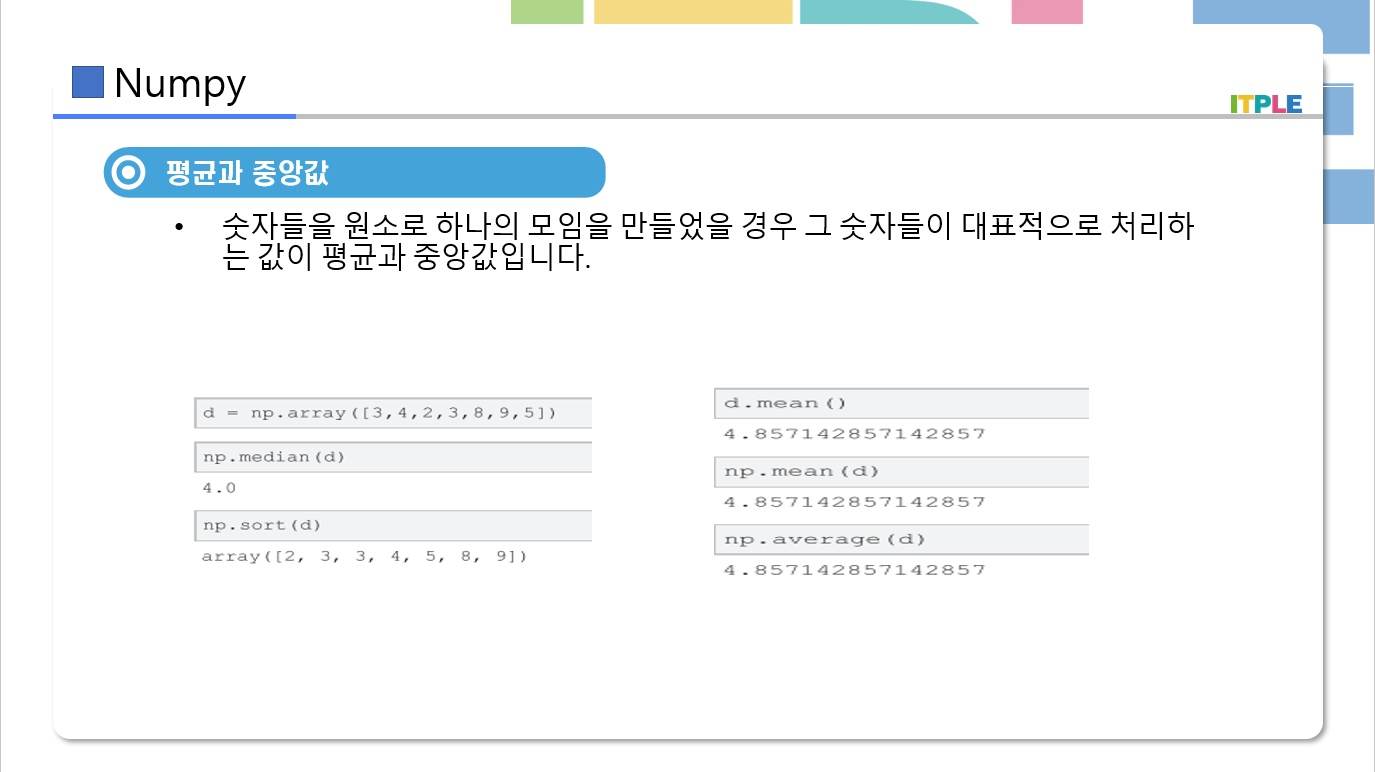 Numpy
ITPLE
평균과 중앙값
• 숫자들을 원소로 하나의 모임을 만들었을 경우 그 숫자들이 대표적으로 처리하
는 값이 평균과 중앙값입니다.
d = np.array([3,4,2,3,8,9,5])
np.median(d)
4.0
np.sort(d)
array([2, 3, 3, 4, 5, 8, 9])
d.mean()
4.857142857142857
np.mean(d)
4.857142857142857
np.average(d)
4.857142857142857